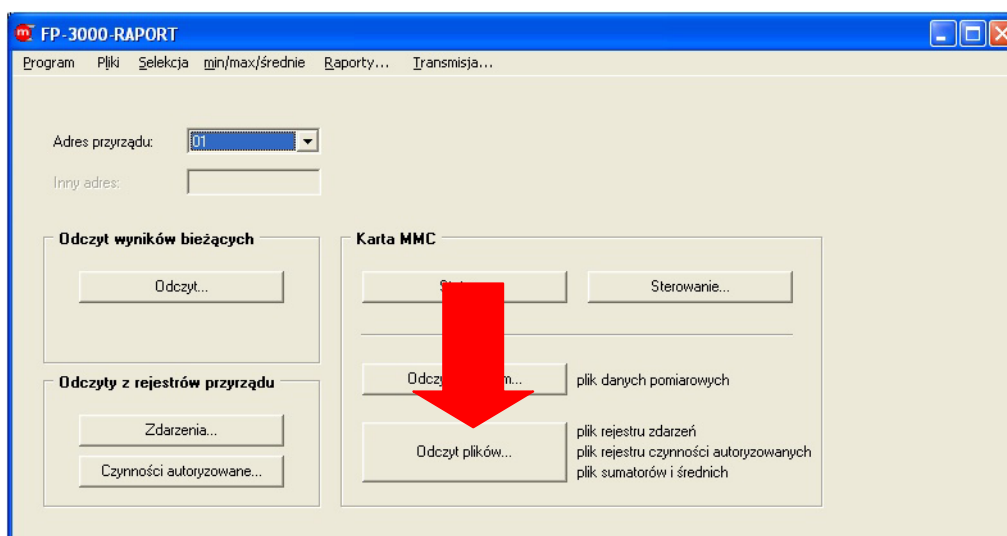 FP-3000-RAPORT
Program Pliki Selekcja min/max/średnie Raporty... Transmisja...
Adres przyrządu: 01
Inny adres:
Odczyt wyników bieżących
Odczyt...
Karta MMC
Sterowanie...
Odczyty z rejestrów przyrządu
Zdarzenia...
Czynności autoryzowane...
plik danych pomiarowych
Odczyt plików...
plik rejestru zdarzeń
plik rejestru czynności autoryzowanych
plik sumatorów i średnich